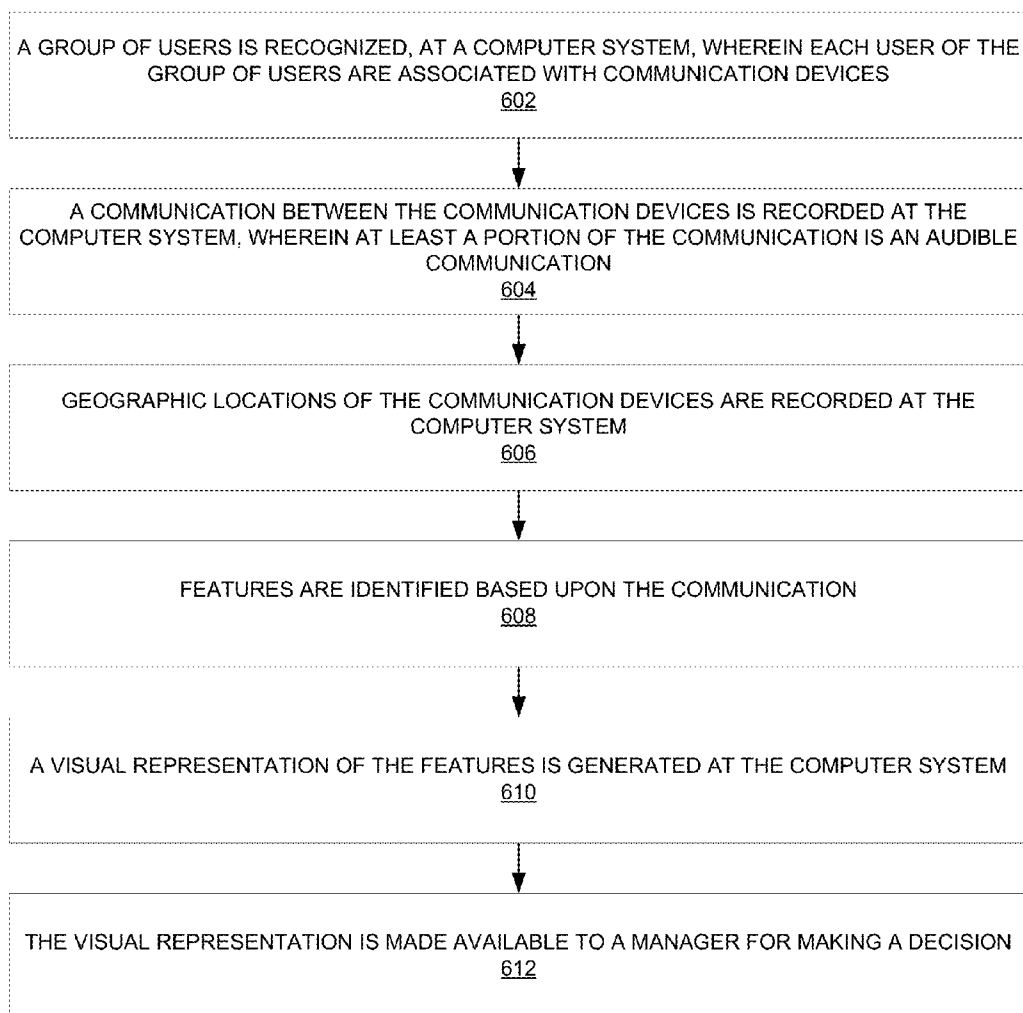 A GROUP OF USERS IS RECOGNIZED, AT A COMPUTER SYSTEM, WHEREIN EACH USER OF THE
GROUP OF USERS ARE ASSOCIATED WITH COMMUNICATION DEVICES
602
A COMMUNICATION BETWEEN THE COMMUNICATION DEVICES IS RECORDED AT THE
COMPUTER SYSTEM, WHEREIN AT LEAST A PORTION OF THE COMMUNICATION IS AN AUDIBLE
COMMUNICATION
604
GEOGRAPHIC LOCATIONS OF THE COMMUNICATION DEVICES ARE RECORDED AT THE
COMPUTER SYSTEM
606
FEATURES ARE IDENTIFIED BASED UPON THE COMMUNICATION
608
A VISUAL REPRESENTATION OF THE FEATURES IS GENERATED AT THE COMPUTER SYSTEM
610
THE VISUAL REPRESENTATION IS MADE AVAILABLE TO A MANAGER FOR MAKING A DECISION
612